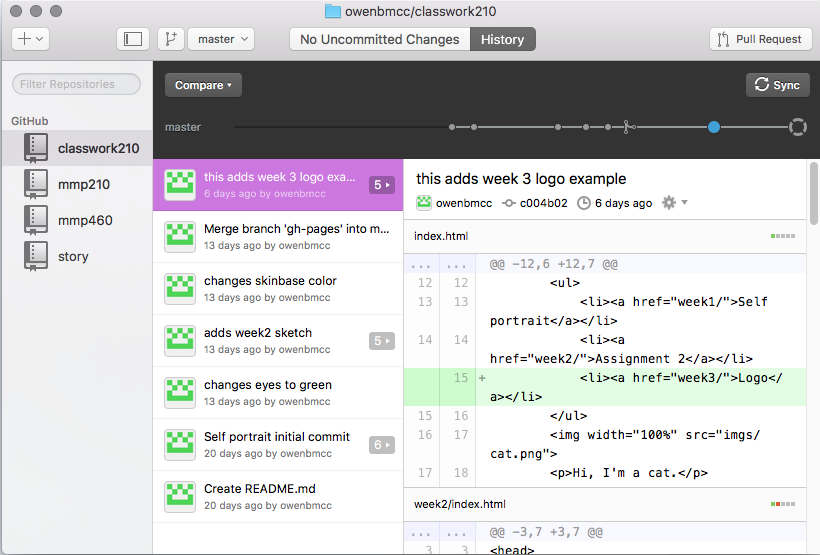 owenbmcc/classwork210
master
No Uncommitted Changes
History
Pull Request
Filter Repositories
GitHub
classwork210
mmp210
mmp460
story
Compare
Sync
master
this adds week 3 logo exa...
6 days ago by owenbmcc
5
Merge branch 'gh-pages' into m...
13 days ago by owenbmcc
changes skinbase color
13 days ago by owenbmcc
adds week2 sketch
13 days ago by owenbmcc
5
changes eyes to green
13 days ago by owenbmcc
Self portrait initial commit
20 days ago by owenbmcc
6
Create README.md
20 days ago by owenbmcc
this adds week 3 logo example
owenbmcc c004b02 6 days ago
index.html
... ... @@ -12,6 +12,7 @@
12 12 <ul>
13 13 <li><a href="week1/">Self
portrait</a></li>
14 14 <li><a
href="week2/">Assignment 2</a></li>
15 + <li><a href="week3/">Logo</
a></li>
15 16 </ul>
16 17 <img width="100%" src="imgs/
cat.png">
17 18 <p>Hi, I'm a cat.</p>
week2/index.html
... ... @@ -3,7 +3,7 @@
3 3 <head>